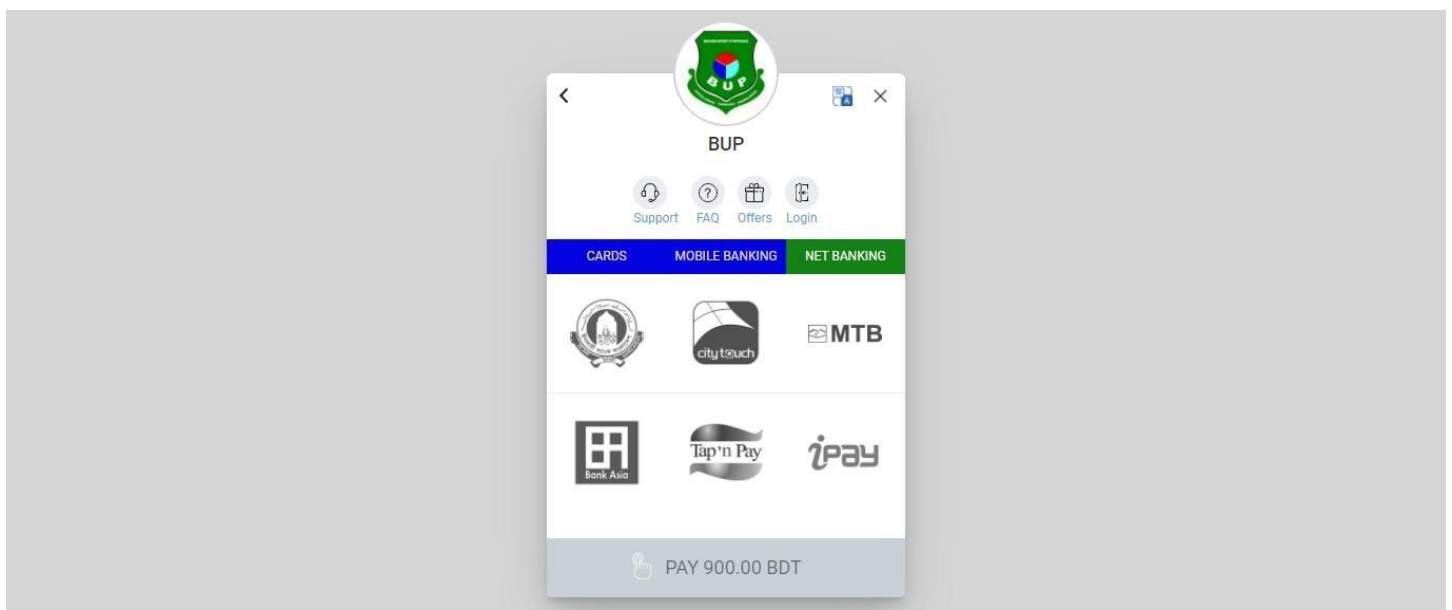 BUP
BUP
Support FAQ Offers Login
CARDS MOBILE BANKING NET BANKING
city touch
MTB
Bank Asia
Tap'n Pay
ipay
PAY 900.00 BDT